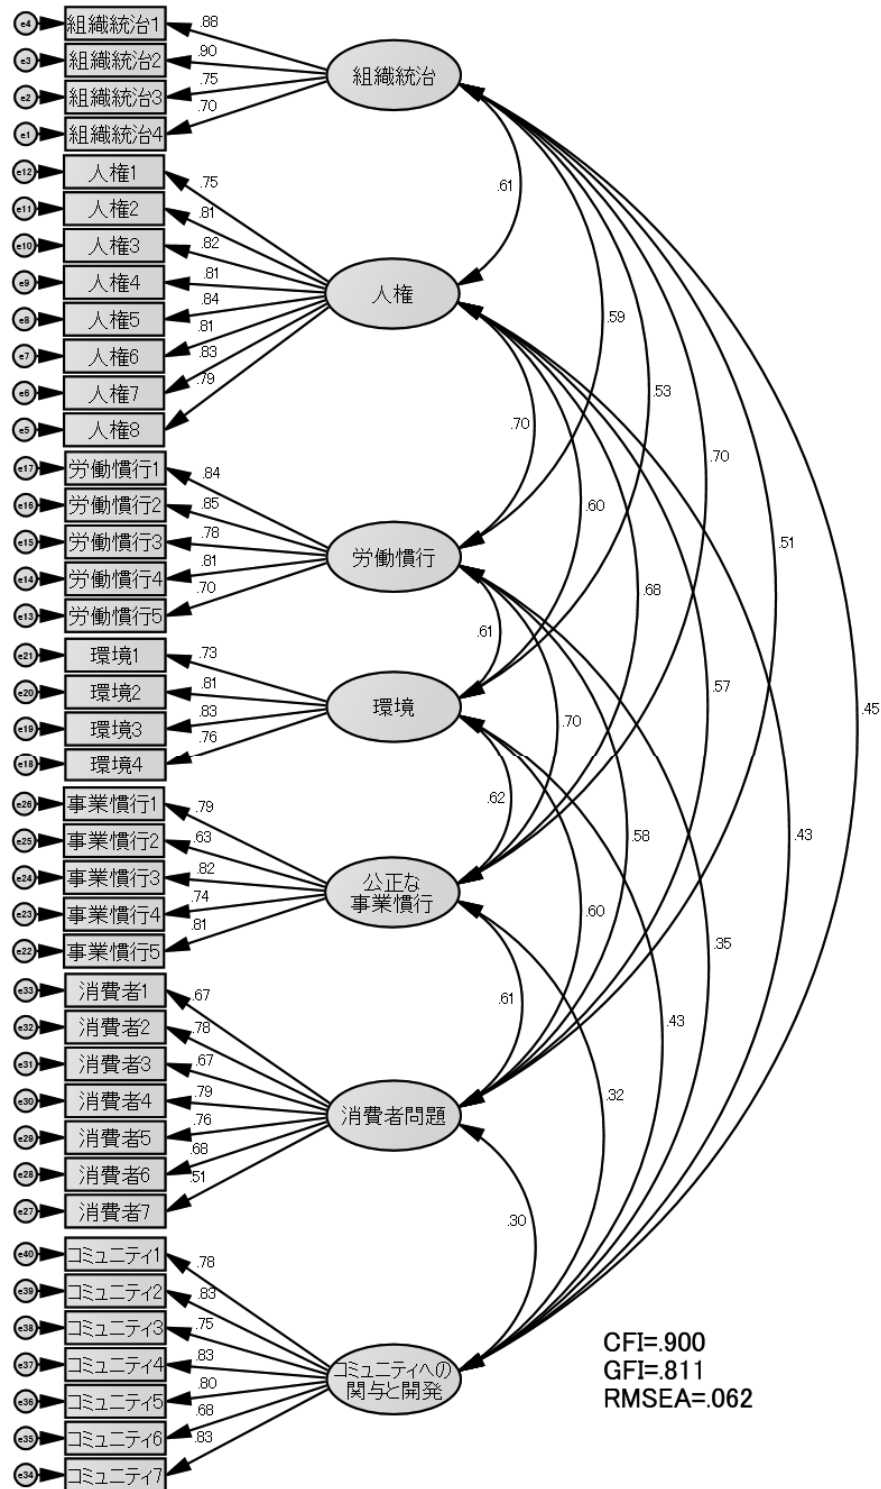 e4
組織統治1
.88
e3
組織統治2
.90
e2
組織統治3
.75
e1
組織統治4
.70
組織統治
e12
人権1
.75
e11
人権2
.81
e10
人権3
.82
e9
人権4
.81
e8
人権5
.84
e7
人権6
.81
e6
人権7
.83
e5
人権8
.79
人権
e17
労働慣行1
.84
e16
労働慣行2
.85
e15
労働慣行3
.78
e14
労働慣行4
.81
e13
労働慣行5
.70
労働慣行
e21
環境1
.73
e20
環境2
.81
e19
環境3
.83
e18
環境4
.76
環境
e26
事業慣行1
.79
e25
事業慣行2
.63
e24
事業慣行3
.82
e23
事業慣行4
.74
e22
事業慣行5
.81
公正な
事業慣行
e33
消費者1
.67
e32
消費者2
.78
e31
消費者3
.67
e30
消費者4
.79
e29
消費者5
.76
e28
消費者6
.68
e27
消費者7
.51
消費者問題
e40
コミュニティ1
.78
e39
コミュニティ2
.83
e38
コミュニティ3
.75
e37
コミュニティ4
.83
e36
コミュニティ5
.80
e35
コミュニティ6
.68
e34
コミュニティ7
.83
コミュニティへの
関与と開発
.61
.59
.53
.70
.70
.60
.51
.68
.61
.57
.45
.70
.62
.58
.43
.60
.35
.61
.43
.32
.30
CFI=.900
GFI=.811
RMSEA=.062